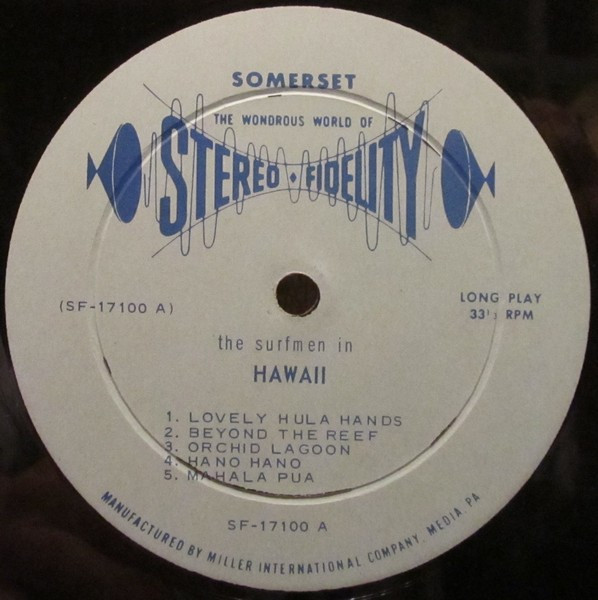 SOMERSET
THE WONDROUS WORLD OF
STEREO • FIDELITY
(SF-17100 A)
LONG PLAY
33⅓ RPM
the surfmen in
HAWAII
1. LOVELY HULA HANDS
2. BEYOND THE REEF
3. ORCHID LAGOON
4. HANO HANO
5. MAHALA PUA
SF-17100 A
MANUFACTURED BY MILLER INTERNATIONAL COMPANY, MEDIA, PA